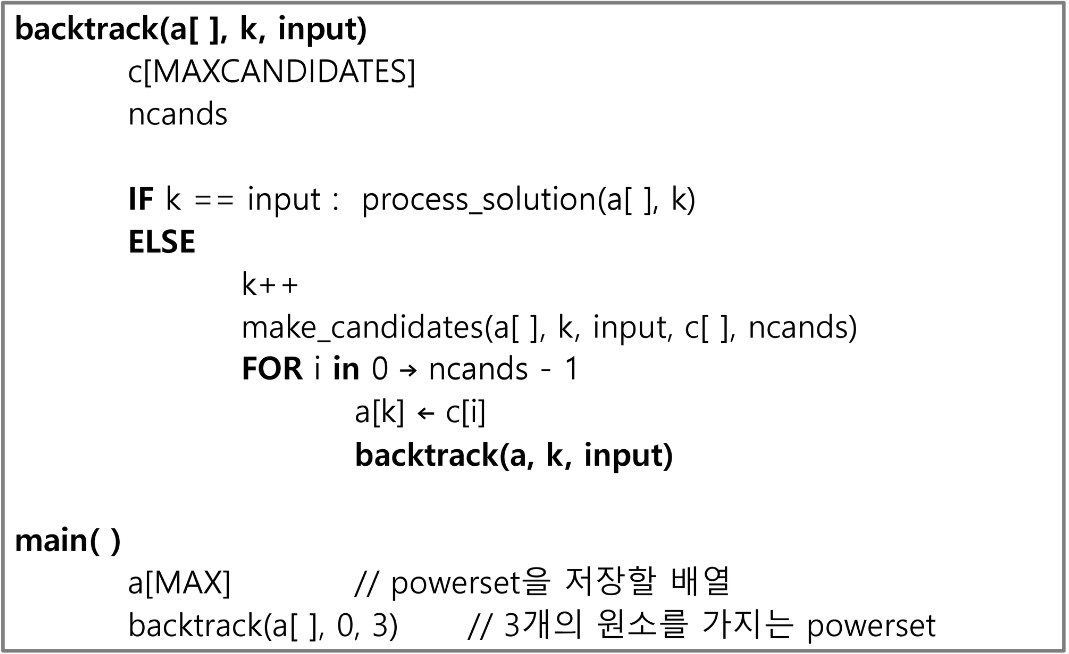 backtrack(a[ ], k, input)
c[MAXCANDIDATES]
ncands
IF k == input :  process_solution(a[ ], k)
ELSE
k++
make_candidates(a[ ], k, input, c[ ], ncands)
FOR i in 0 → ncands - 1
a[k] ← c[i]
backtrack(a, k, input)
main( )
a[MAX] // powerset을 저장할 배열
backtrack(a[ ], 0, 3) // 3개의 원소를 가지는 powerset